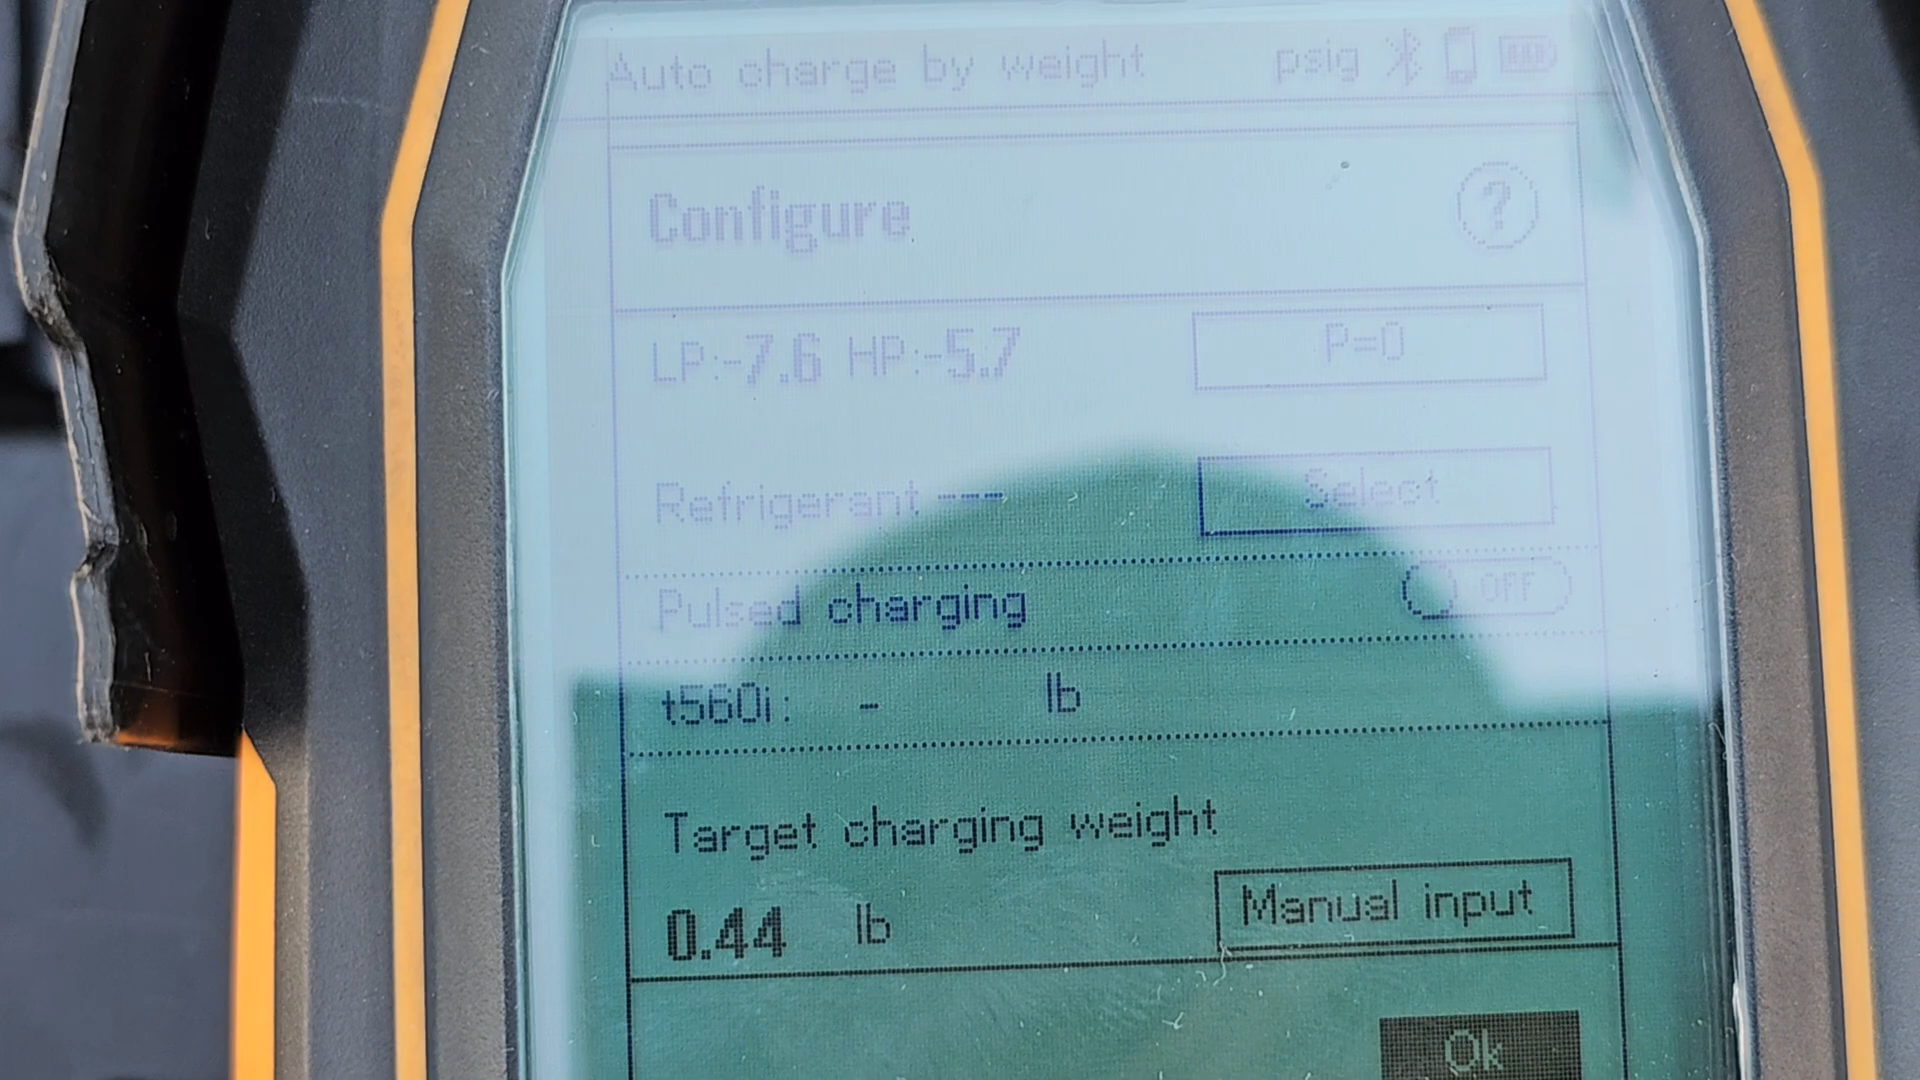 Auto charge by weight psig
Configure ?
LP:-7.6 HP:-5.7 P=0
Refrigerant --- Select
Pulsed charging OFF
t560i: - lb
Target charging weight
0.44 lb Manual input
Ok